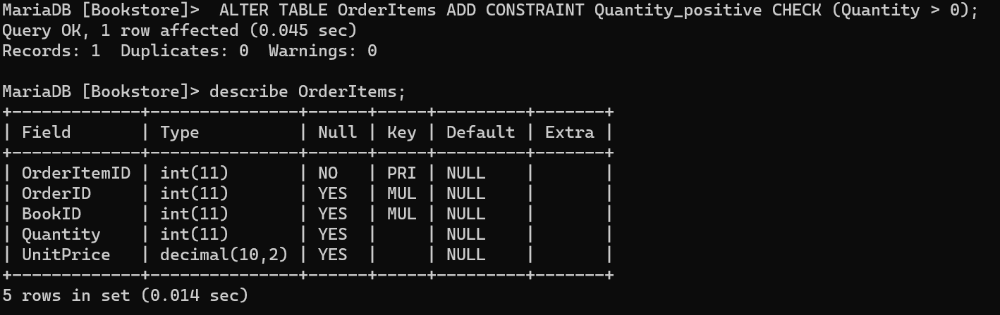 MariaDB [Bookstore]>  ALTER TABLE OrderItems ADD CONSTRAINT Quantity_positive CHECK (Quantity > 0);
Query OK, 1 row affected (0.045 sec)
Records: 1  Duplicates: 0  Warnings: 0

MariaDB [Bookstore]> describe OrderItems;
+-------------+---------------+------+-----+---------+-------+
| Field       | Type          | Null | Key | Default | Extra |
+-------------+---------------+------+-----+---------+-------+
| OrderItemID | int(11)       | NO   | PRI | NULL    |       |
| OrderID     | int(11)       | YES  | MUL | NULL    |       |
| BookID      | int(11)       | YES  | MUL | NULL    |       |
| Quantity    | int(11)       | YES  |     | NULL    |       |
| UnitPrice   | decimal(10,2) | YES  |     | NULL    |       |
+-------------+---------------+------+-----+---------+-------+
5 rows in set (0.014 sec)